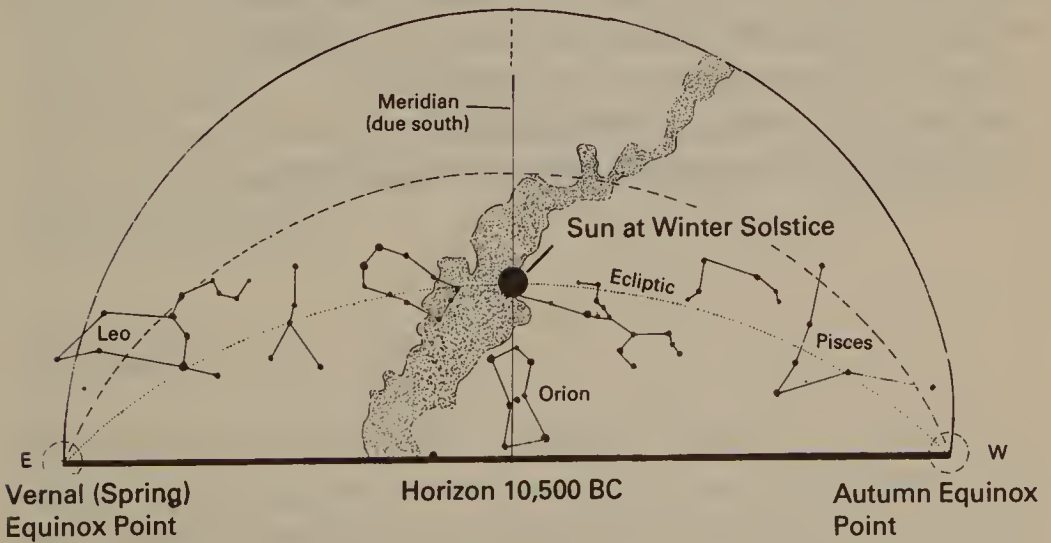 Meridian
(due south)
Sun at Winter Solstice
Ecliptic
Leo
Pisces
Orion
E
W
Vernal (Spring)
Equinox Point
Horizon 10,500 BC
Autumn Equinox
Point